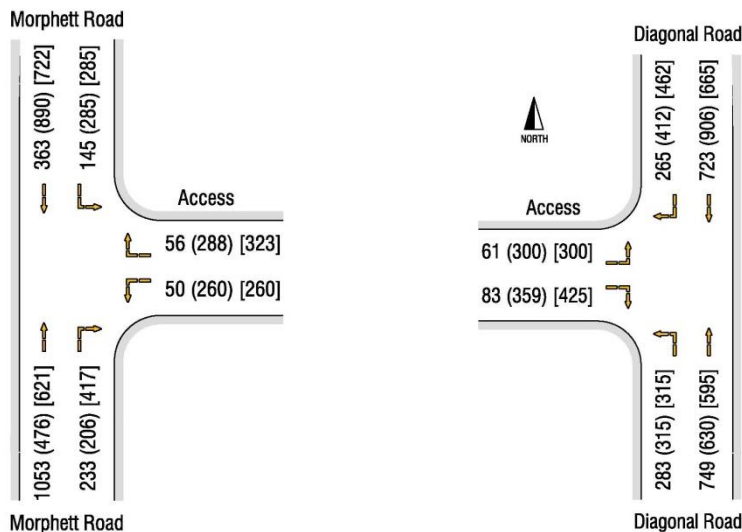 Morphett Road
363 (890) [722]
145 (285) [285]
Access
56 (288) [323]
50 (260) [260]
1053 (476) [621]
233 (206) [417]
Morphett Road
NORTH
Diagonal Road
265 (412) [462]
723 (906) [665]
Access
61 (300) [300]
83 (359) [425]
283 (315) [315]
749 (630) [595]
Diagonal Road